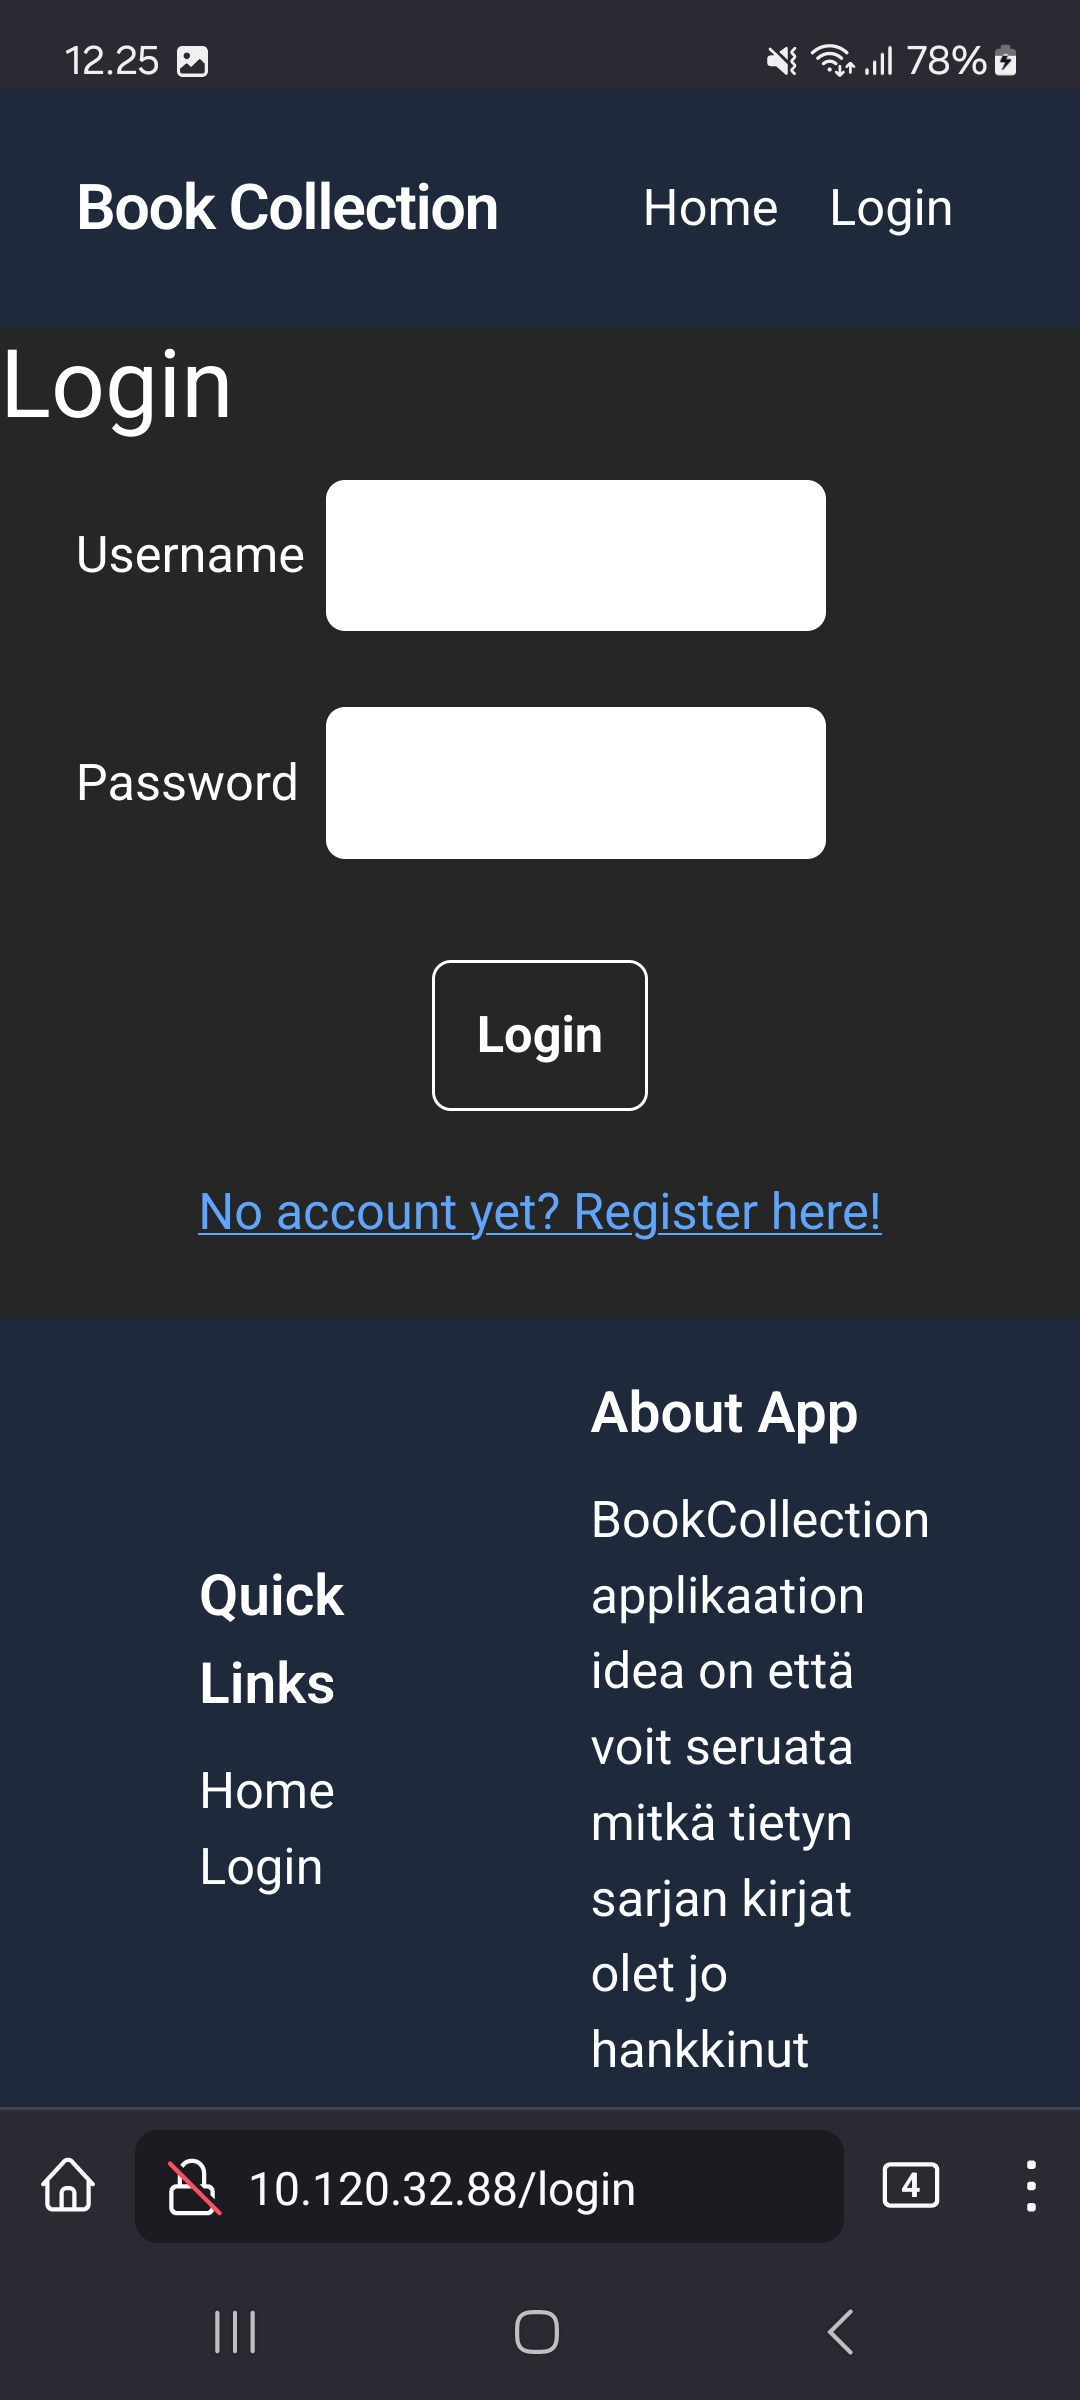 12.25 78%
Book Collection Home Login
Login
Username
Password
Login
No account yet? Register here!
Quick
Links
Home
Login
About App
BookCollection
applikaation
idea on että
voit seruata
mitkä tietyn
sarjan kirjat
olet jo
hankkinut
10.120.32.88/login 4